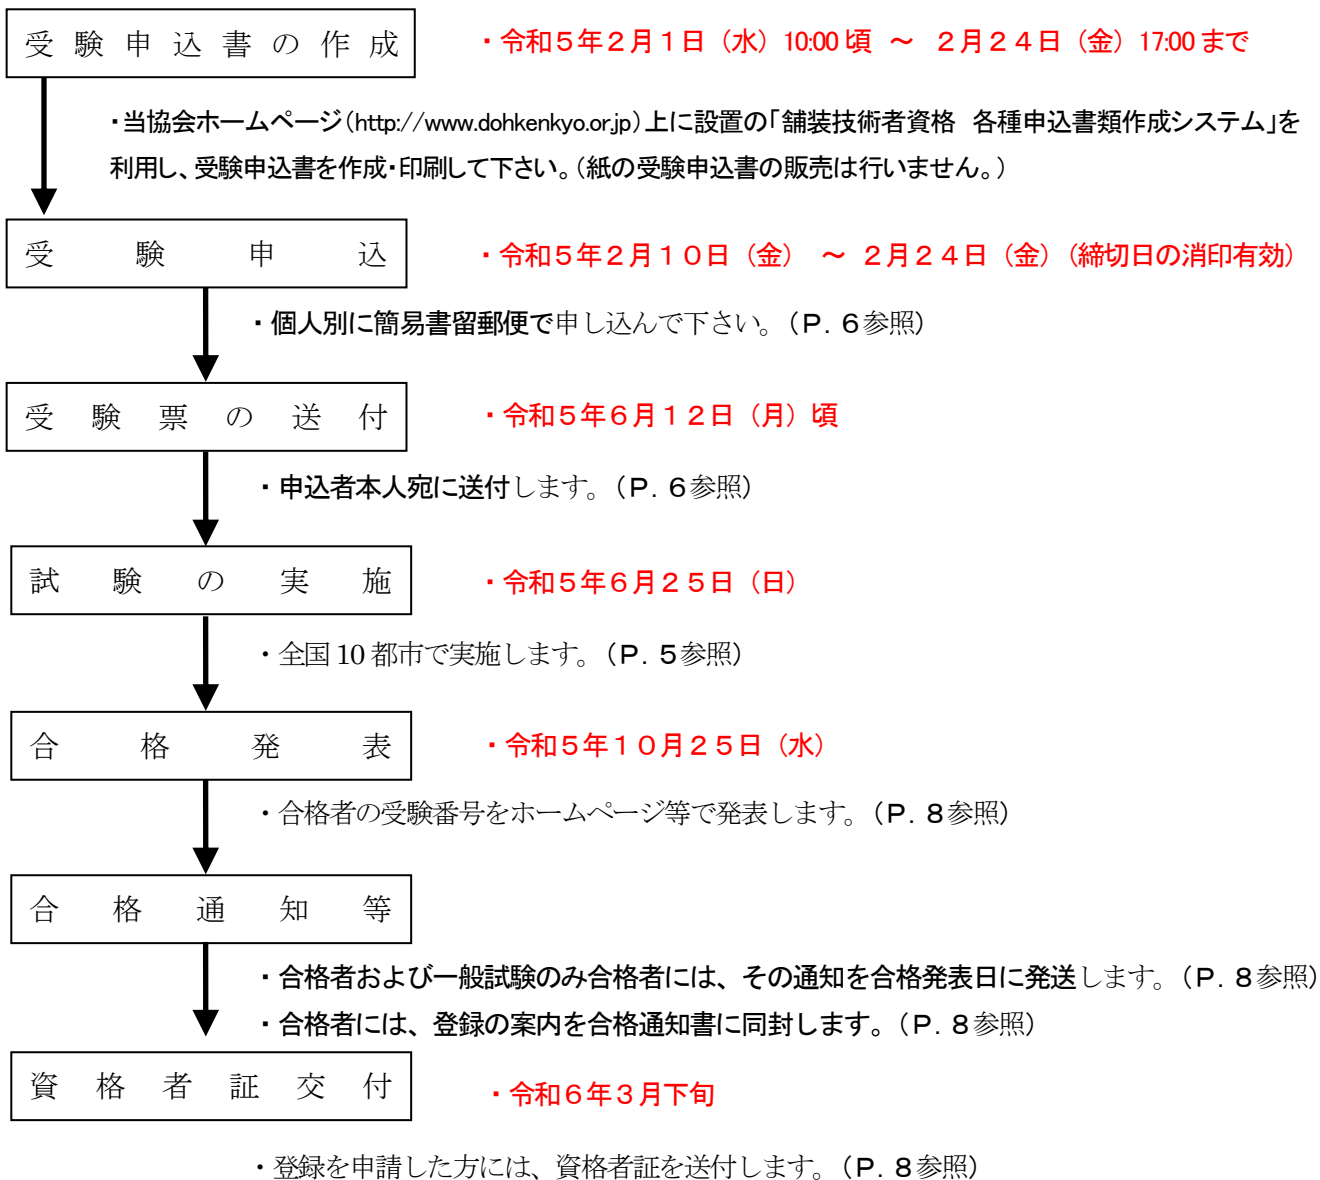 受験申込書の作成 ・令和５年２月１日（水）10:00頃 ～ ２月２４日（金）17:00まで
・当協会ホームページ（http://www.dohkenkyo.or.jp）上に設置の「舗装技術者資格　各種申込書類作成システム」を
利用し、受験申込書を作成・印刷して下さい。（紙の受験申込書の販売は行いません。）
受験申込 ・令和５年２月１０日（金） ～ ２月２４日（金）（締切日の消印有効）
・個人別に簡易書留郵便で申し込んで下さい。（Ｐ．６参照）
受験票の送付 ・令和５年６月１２日（月）頃
・申込者本人宛に送付します。（Ｐ．６参照）
試験の実施 ・令和５年６月２５日（日）
・全国10都市で実施します。（Ｐ．５参照）
合格発表 ・令和５年１０月２５日（水）
・合格者の受験番号をホームページ等で発表します。（Ｐ．８参照）
合格通知等
・合格者および一般試験のみ合格者には、その通知を合格発表日に発送します。（Ｐ．８参照）
・合格者には、登録の案内を合格通知書に同封します。（Ｐ．８参照）
資格者証交付 ・令和６年３月下旬
・登録を申請した方には、資格者証を送付します。（Ｐ．８参照）